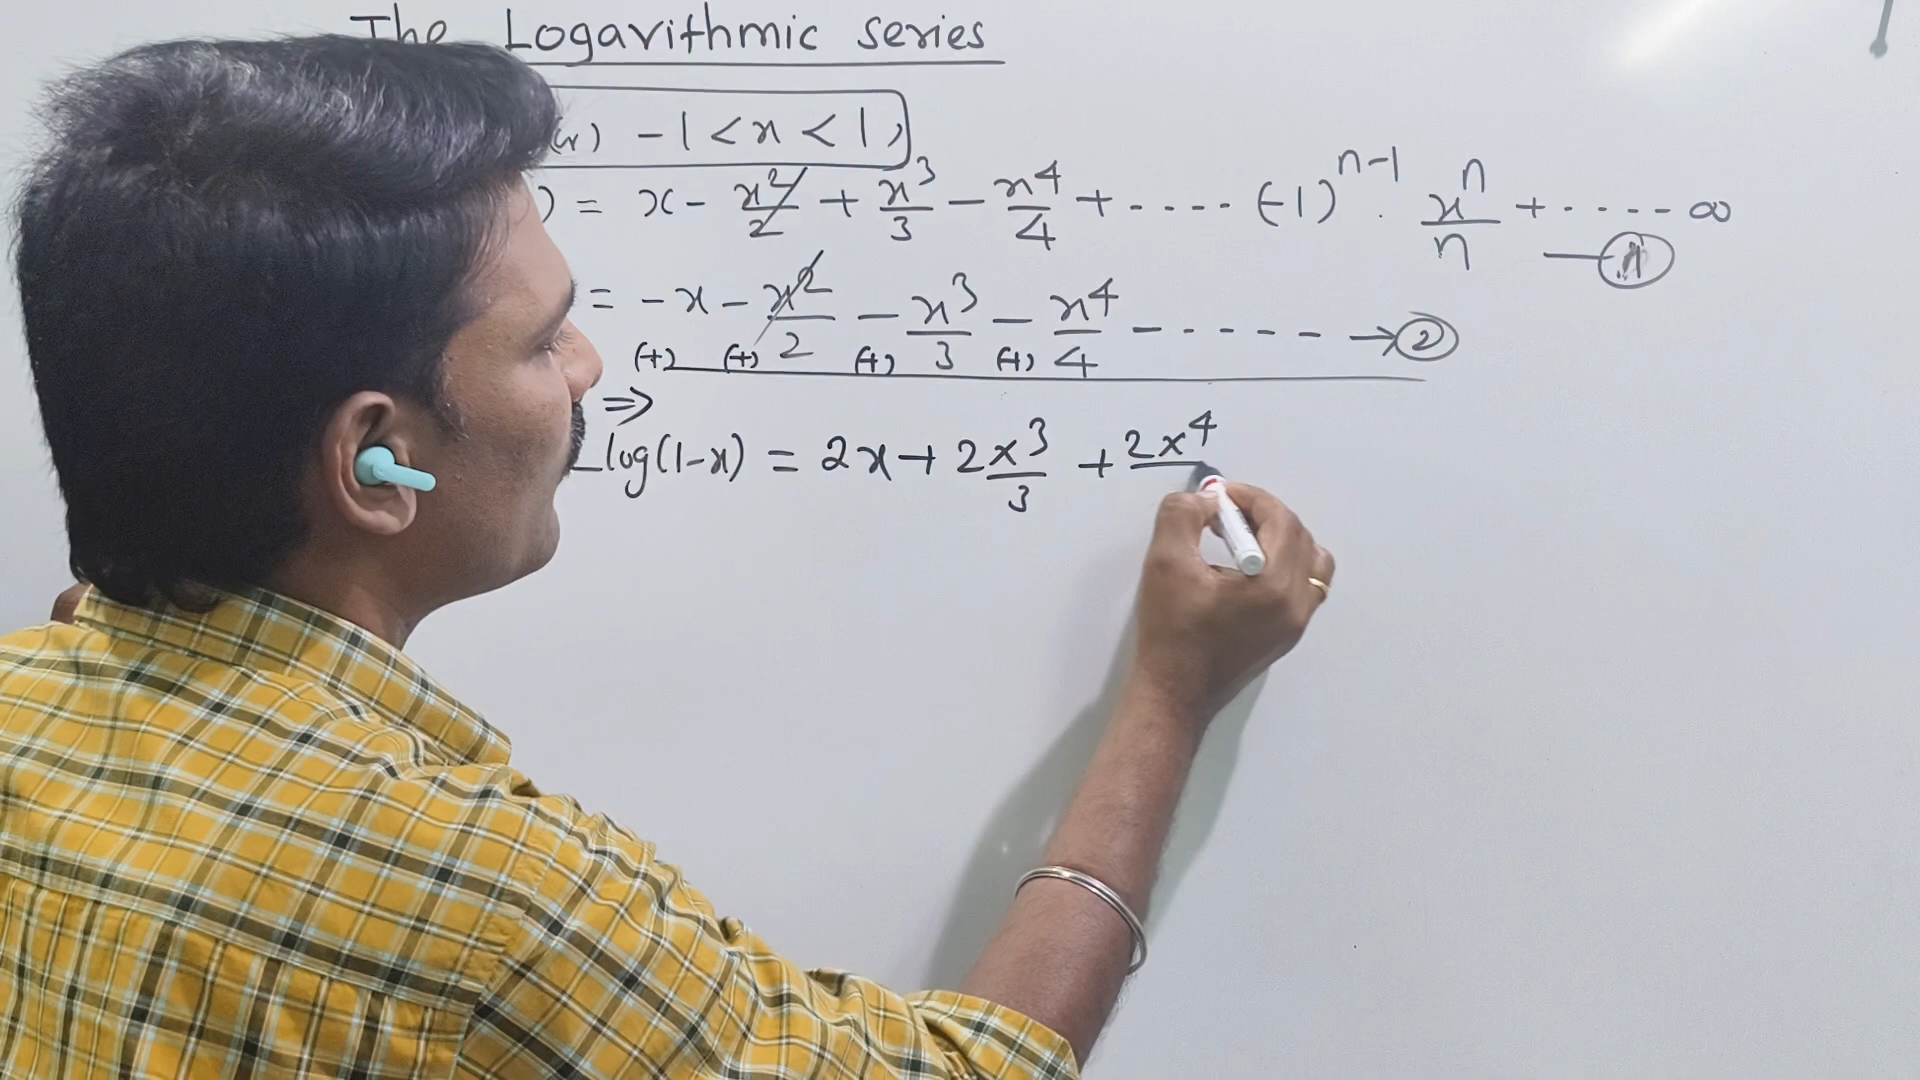 The Logarithmic series
(or) -1 < x < 1,
) = x - x²/2 + x³/3 - x⁴/4 + ---- (-1)ⁿ⁻¹ . xⁿ/n + ----- ∞
— 1
= -x - x²/2 - x³/3 - x⁴/4 - ----- → 2
(+) (+) (+) (+)
⇒
-log(1-x) = 2x + 2x³/3 + 2x⁴